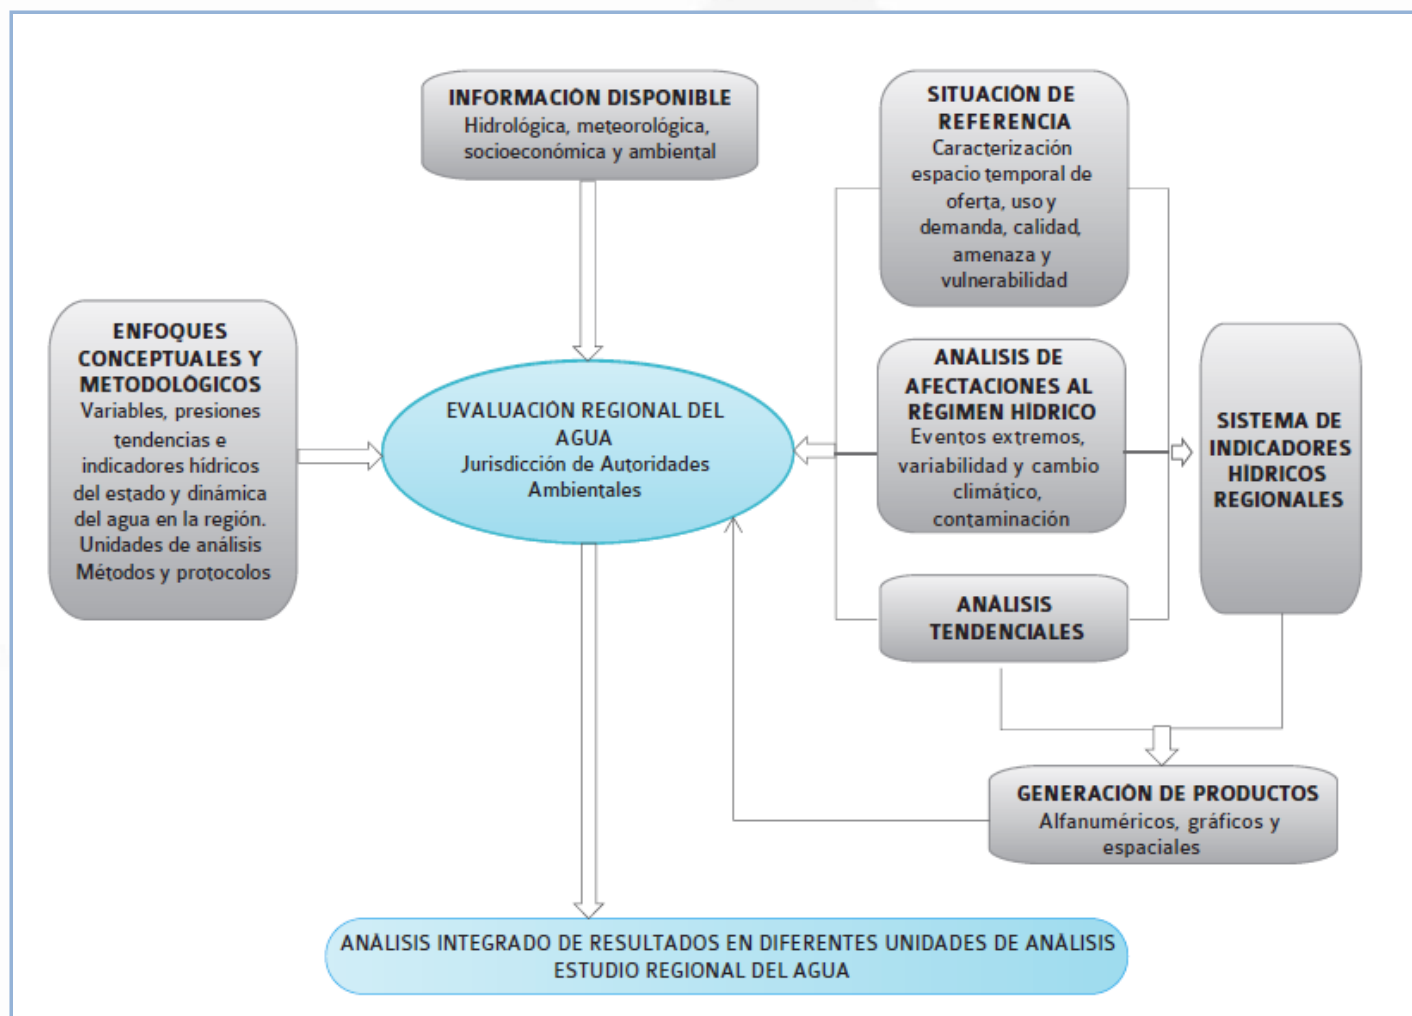 INFORMACIÓN DISPONIBLE
Hidrológica, meteorológica,
socioeconómica y ambiental
SITUACIÓN DE
REFERENCIA
Caracterización
espacio temporal de
oferta, uso y
demanda, calidad,
amenaza y
vulnerabilidad
ENFOQUES
CONCEPTUALES Y
METODOLÓGICOS
Variables, presiones
tendencias e
indicadores hídricos
del estado y dinámica
del agua en la región.
Unidades de análisis
Métodos y protocolos
EVALUACIÓN REGIONAL DEL
AGUA
Jurisdicción de Autoridades
Ambientales
ANÁLISIS DE
AFECTACIONES AL
RÉGIMEN HÍDRICO
Eventos extremos,
variabilidad y cambio
climático,
contaminación
SISTEMA DE
INDICADORES
HÍDRICOS
REGIONALES
ANÁLISIS
TENDENCIALES
GENERACIÓN DE PRODUCTOS
Alfanuméricos, gráficos y
espaciales
ANÁLISIS INTEGRADO DE RESULTADOS EN DIFERENTES UNIDADES DE ANÁLISIS
ESTUDIO REGIONAL DEL AGUA